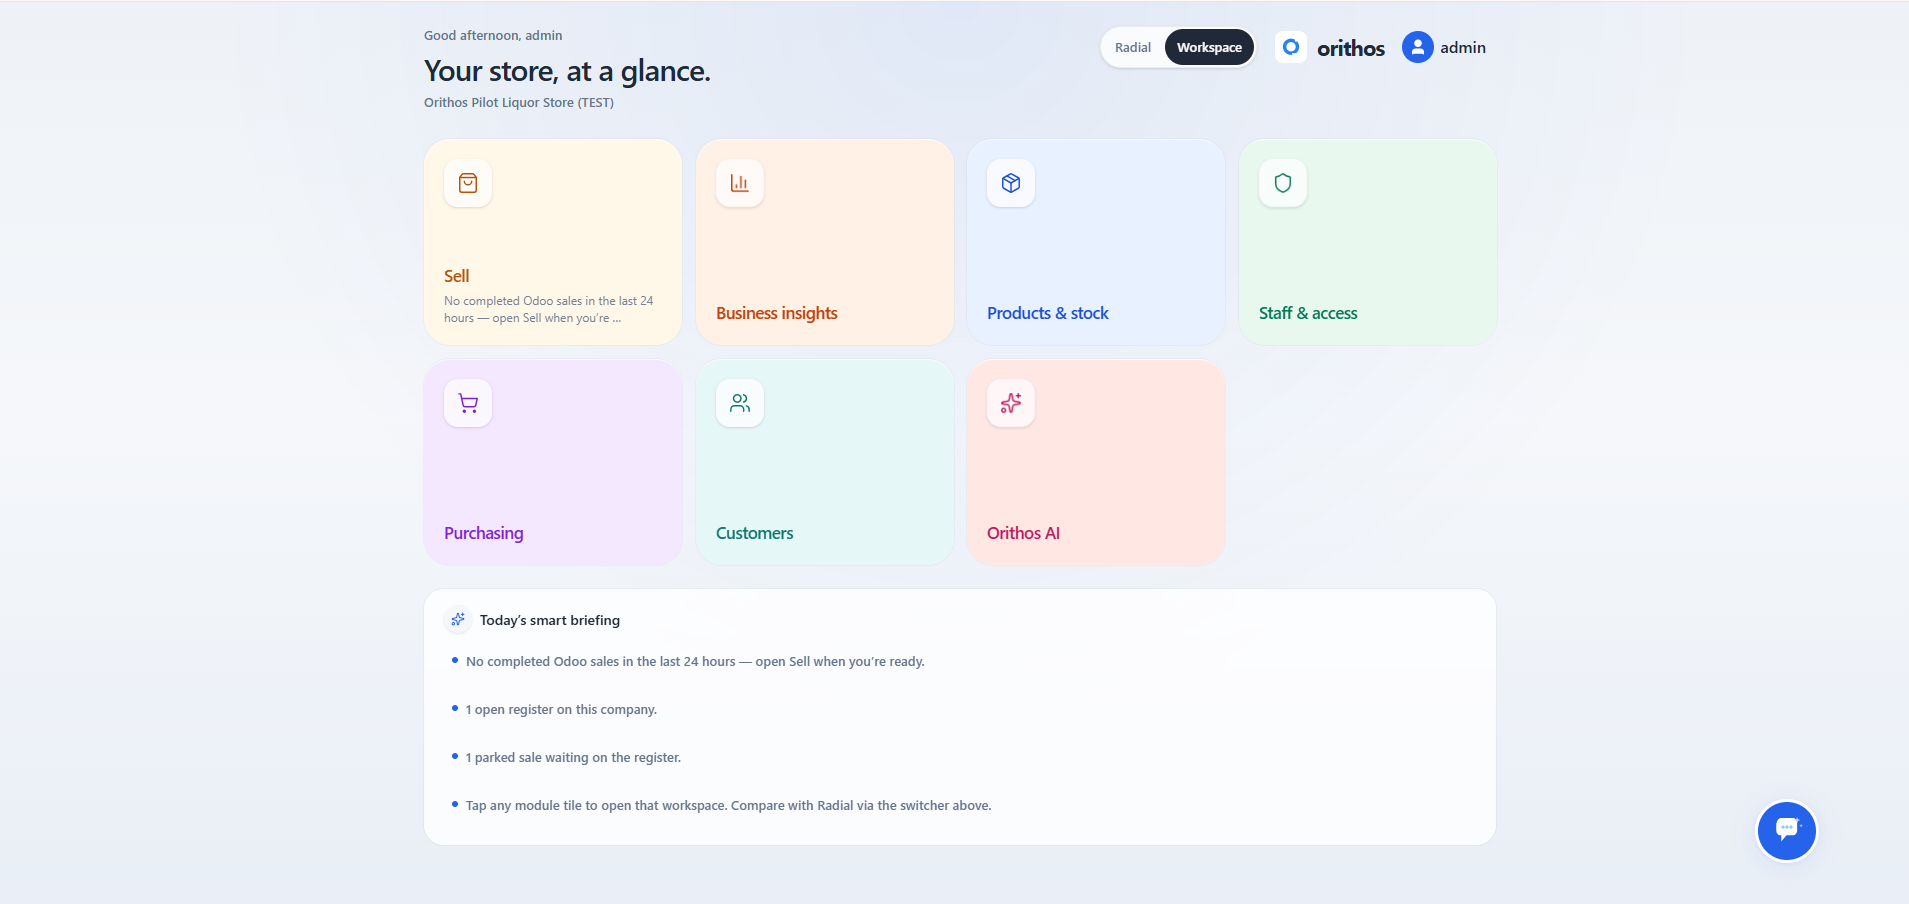 Good afternoon, admin
Your store, at a glance.
Orithos Pilot Liquor Store (TEST)
Radial
Workspace
orithos
admin
Sell
No completed Odoo sales in the last 24
hours — open Sell when you're ...
Business insights
Products & stock
Staff & access
Purchasing
Customers
Orithos AI
Today's smart briefing
No completed Odoo sales in the last 24 hours — open Sell when you're ready.
1 open register on this company.
1 parked sale waiting on the register.
Tap any module tile to open that workspace. Compare with Radial via the switcher above.